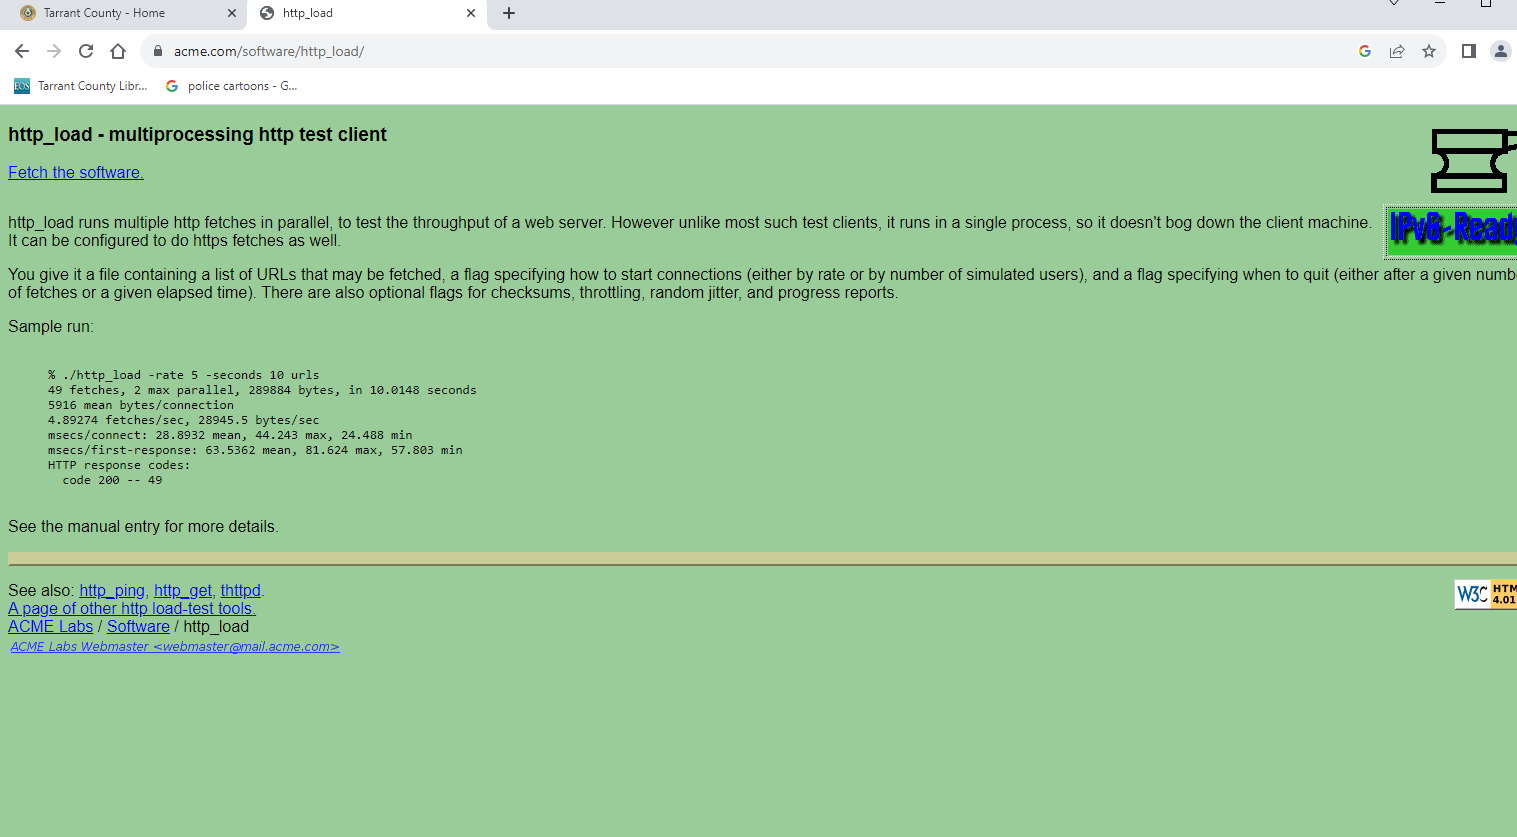 Tarrant County - Home
http_load
acme.com/software/http_load/
EOS Tarrant County Libr...
police cartoons - G...
http_load - multiprocessing http test client
Fetch the software.
http_load runs multiple http fetches in parallel, to test the throughput of a web server. However unlike most such test clients, it runs in a single process, so it doesn't bog down the client machine.
IPv6-Ready
It can be configured to do https fetches as well.
You give it a file containing a list of URLs that may be fetched, a flag specifying how to start connections (either by rate or by number of simulated users), and a flag specifying when to quit (either after a given numb
of fetches or a given elapsed time). There are also optional flags for checksums, throttling, random jitter, and progress reports.
Sample run:
% ./http_load -rate 5 -seconds 10 urls
49 fetches, 2 max parallel, 289884 bytes, in 10.0148 seconds
5916 mean bytes/connection
4.89274 fetches/sec, 28945.5 bytes/sec
msecs/connect: 28.8932 mean, 44.243 max, 24.488 min
msecs/first-response: 63.5362 mean, 81.624 max, 57.803 min
HTTP response codes:
code 200 -- 49
See the manual entry for more details.
See also: http_ping, http_get, thttpd.
W3C HTM
4.01
A page of other http load-test tools.
ACME Labs / Software / http_load
ACME Labs Webmaster <webmaster@mail.acme.com>